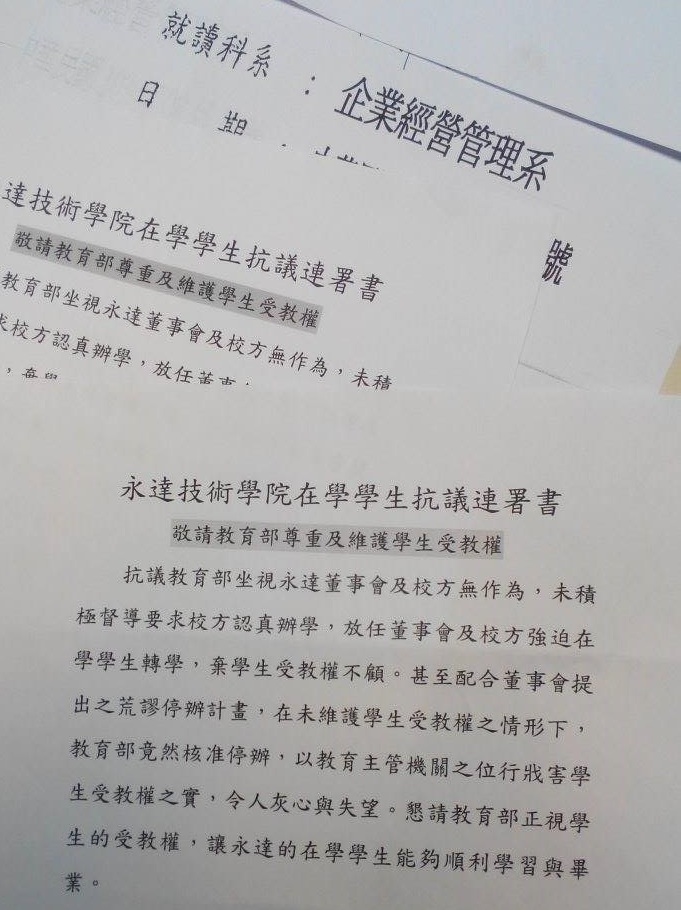 就讀科系 : 企業經營管理系
日 期 :
號
達技術學院在學學生抗議連署書
敬請教育部尊重及維護學生受教權
教育部坐視永達董事會及校方無作為，未積
求校方認真辦學，放任董事
，棄學
永達技術學院在學學生抗議連署書
敬請教育部尊重及維護學生受教權
抗議教育部坐視永達董事會及校方無作為，未積
極督導要求校方認真辦學，放任董事會及校方強迫在
學學生轉學，棄學生受教權不顧。甚至配合董事會提
出之荒謬停辦計畫，在未維護學生受教權之情形下，
教育部竟然核准停辦，以教育主管機關之位行戕害學
生受教權之實，令人灰心與失望。懇請教育部正視學
生的受教權，讓永達的在學學生能夠順利學習與畢
業。